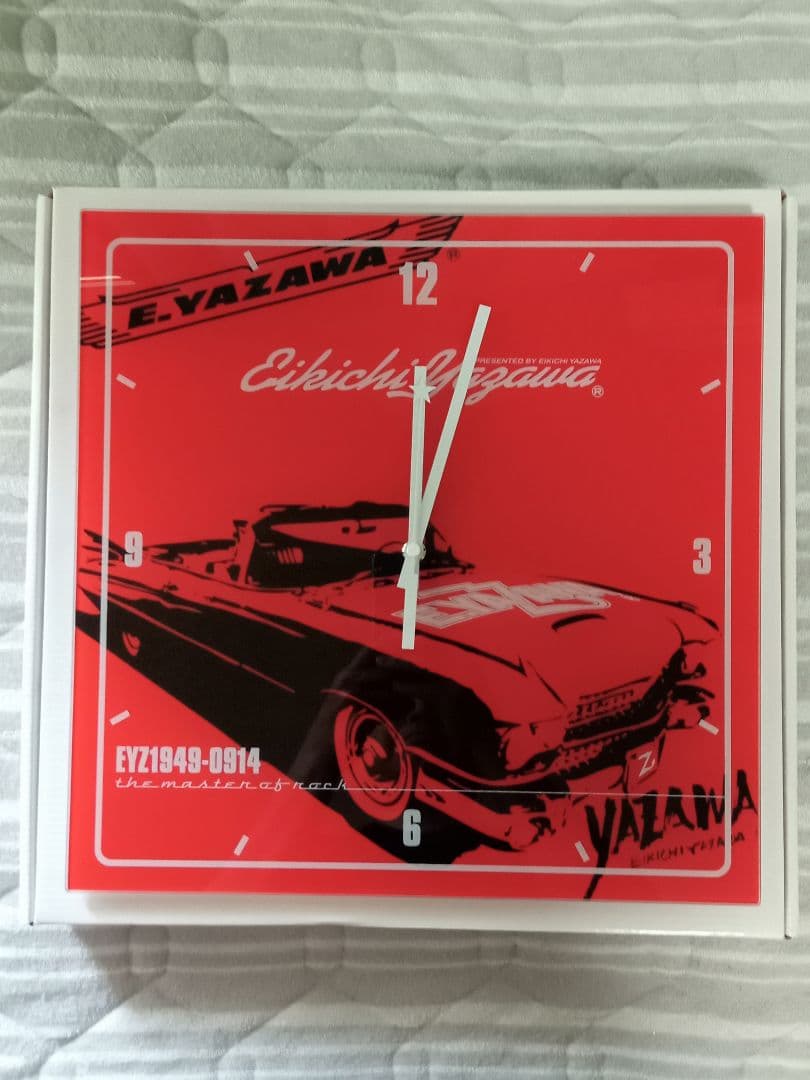 E.YAZAWA ®
12
PRESENTED BY EIKICHI YAZAWA
Eikichi Yazawa ®
9
3
E.YAZAWA
EYZ1949-0914
the master of rock
Z
6
YAZAWA
EIKICHI YAZAWA